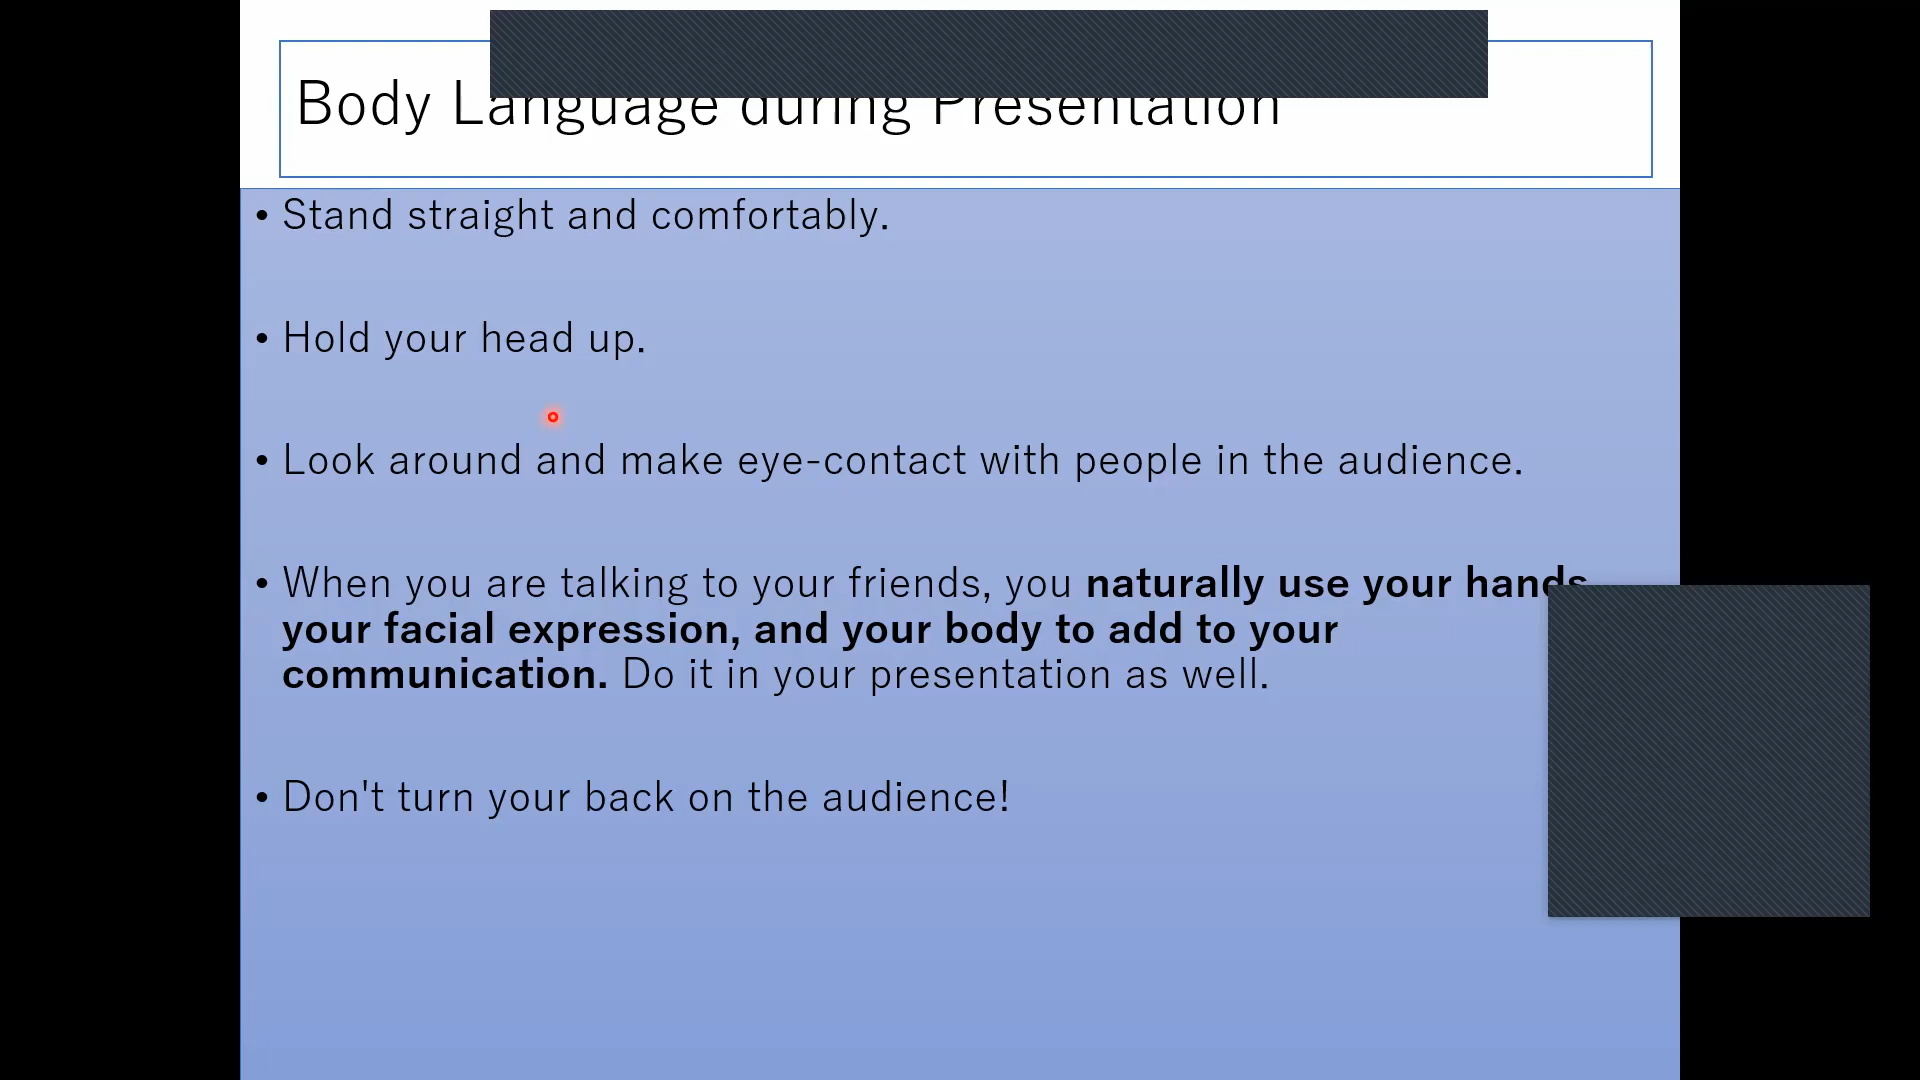 Body Language during Presentation
• Stand straight and comfortably.
• Hold your head up.
• Look around and make eye-contact with people in the audience.
• When you are talking to your friends, you naturally use your hands
your facial expression, and your body to add to your
communication. Do it in your presentation as well.
• Don't turn your back on the audience!